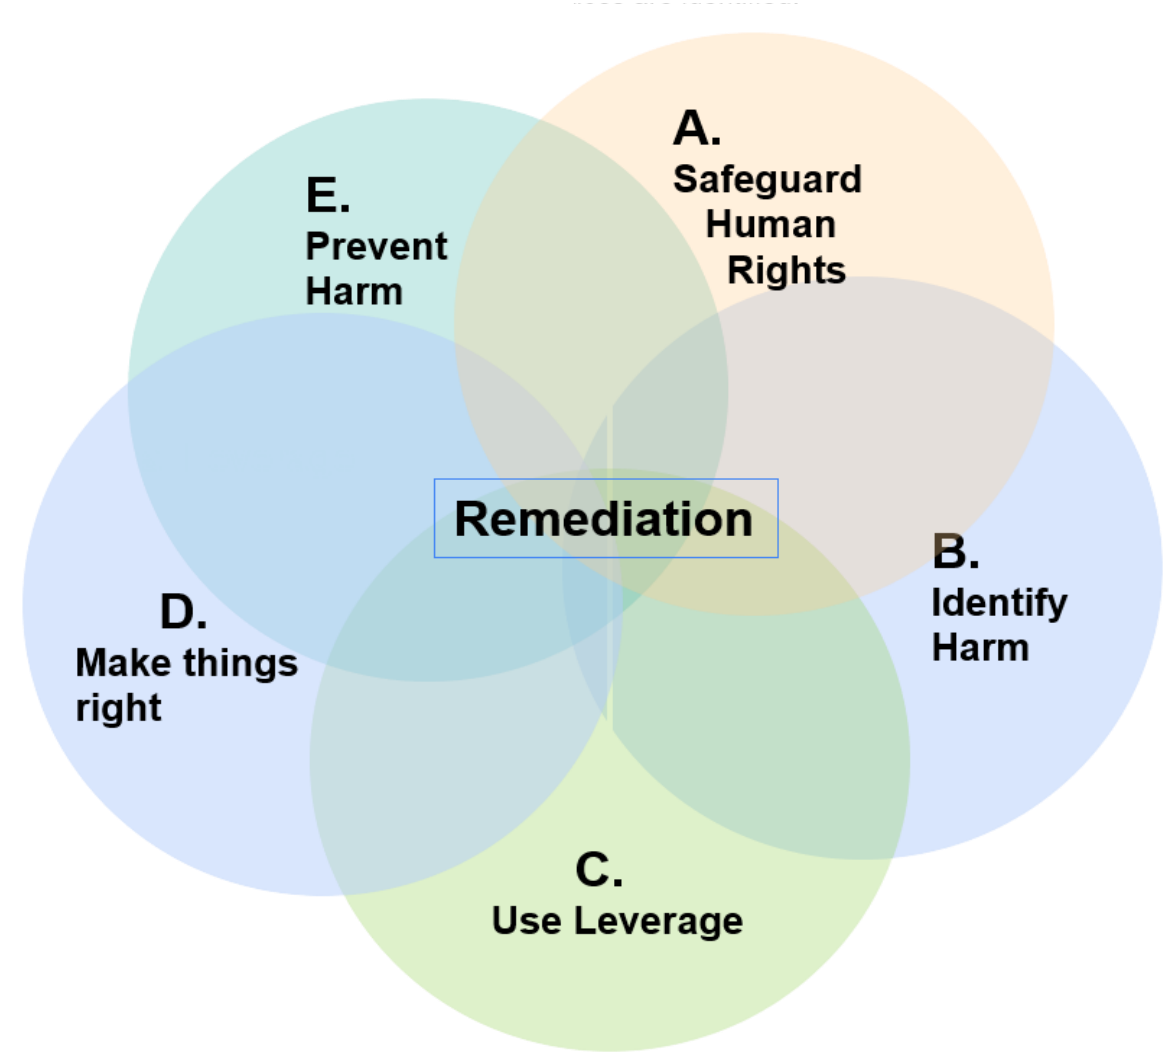 A.
Safeguard
Human
Rights
E.
Prevent
Harm
Remediation
B.
Identify
Harm
D.
Make things
right
C.
Use Leverage